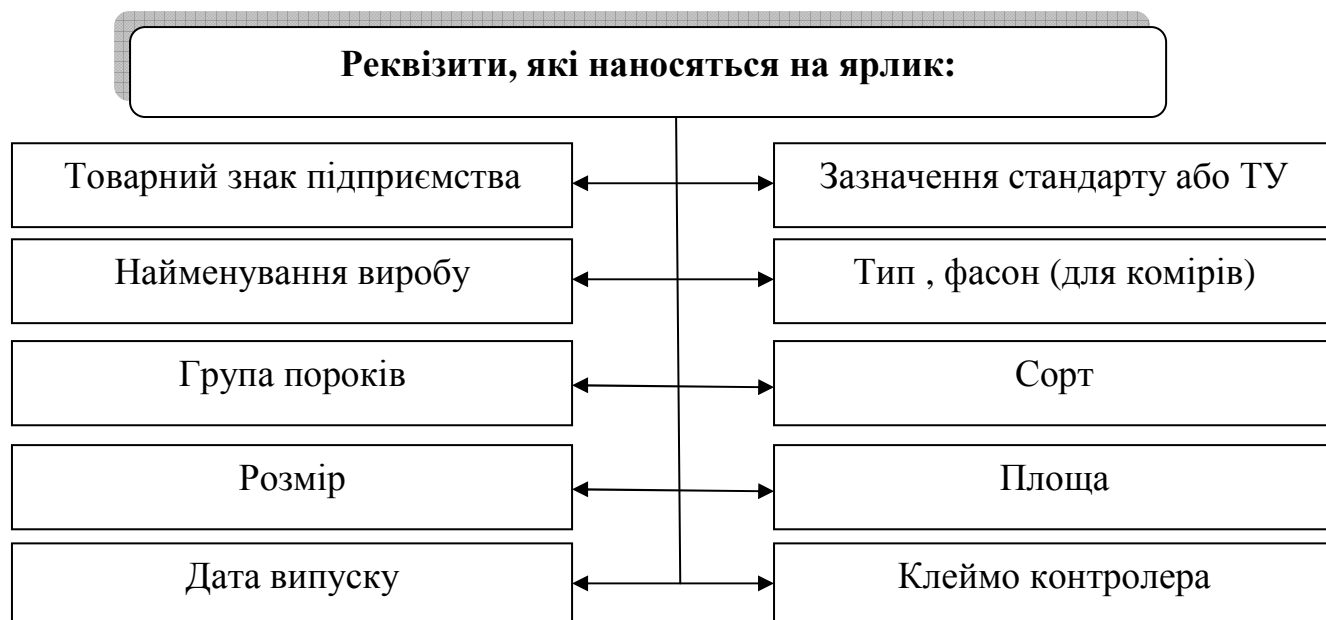 Реквізити, які наносяться на ярлик:
Товарний знак підприємства
Зазначення стандарту або ТУ
Найменування виробу
Тип , фасон (для комірів)
Група пороків
Сорт
Розмір
Площа
Дата випуску
Клеймо контролера